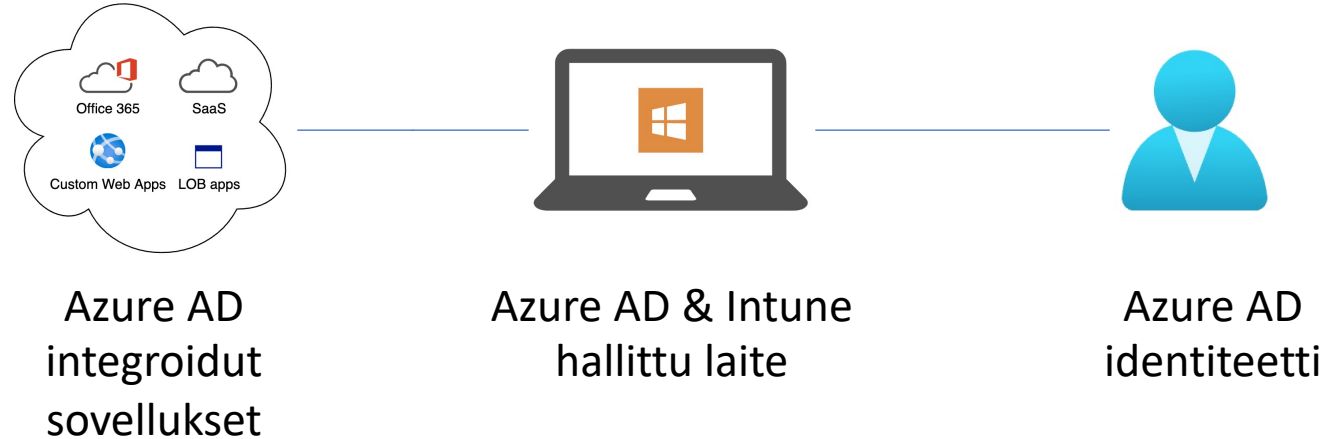 Office 365
SaaS
Custom Web Apps
LOB apps
Azure AD
integroidut
sovellukset
Azure AD & Intune
hallittu laite
Azure AD
identiteetti